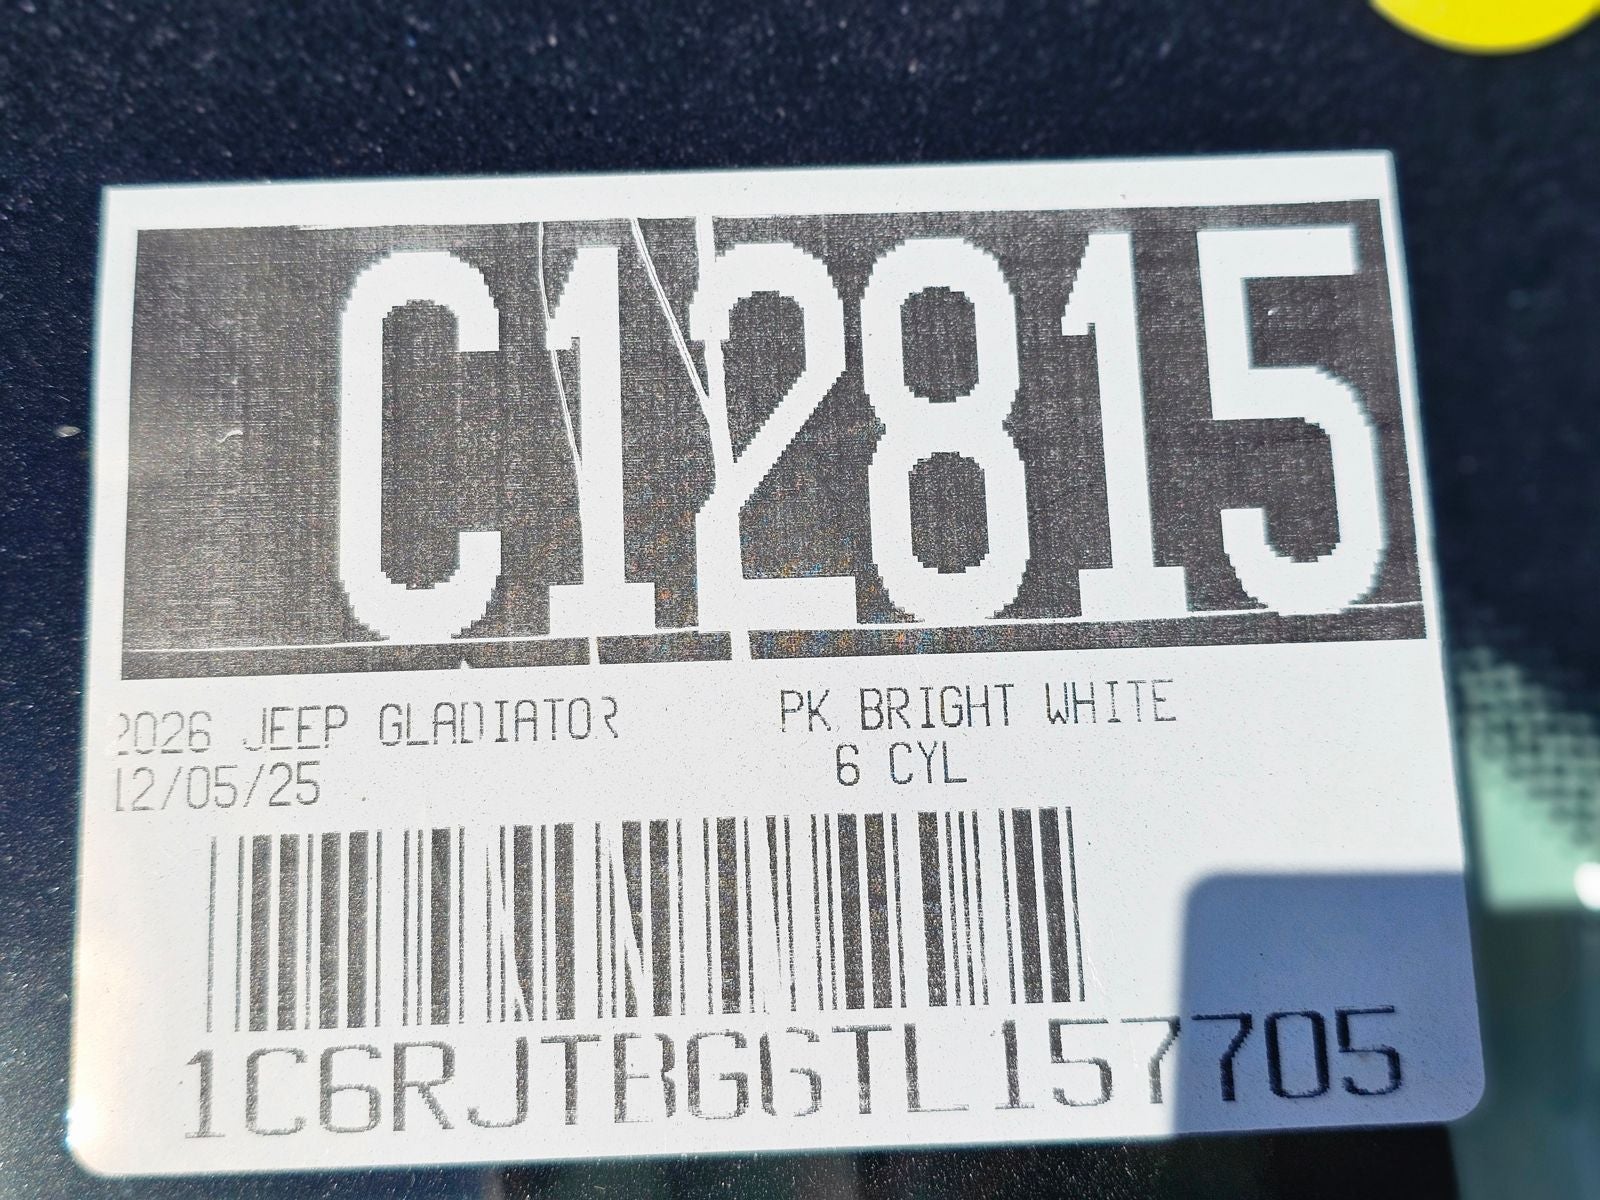 C12815
2026 JEEP GLADIATOR PK BRIGHT WHITE
12/05/25 6 CYL
1C6RJTBG6TL157705